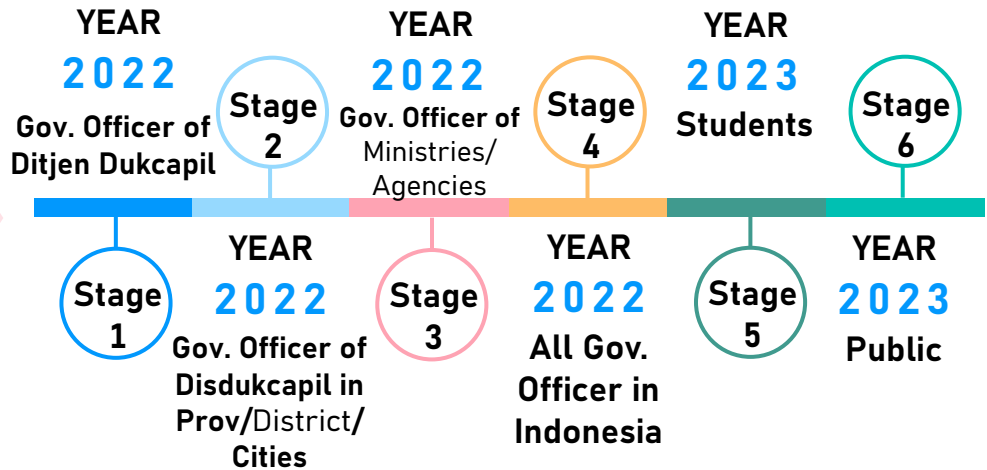 YEAR
2022
Gov. Officer of
Ditjen Dukcapil
Stage
1
Stage
2
YEAR
2022
Gov. Officer of
Disdukcapil in
Prov/District/
Cities
YEAR
2022
Gov. Officer of
Ministries/
Agencies
Stage
3
Stage
4
YEAR
2022
All Gov.
Officer in
Indonesia
YEAR
2023
Students
Stage
5
Stage
6
YEAR
2023
Public